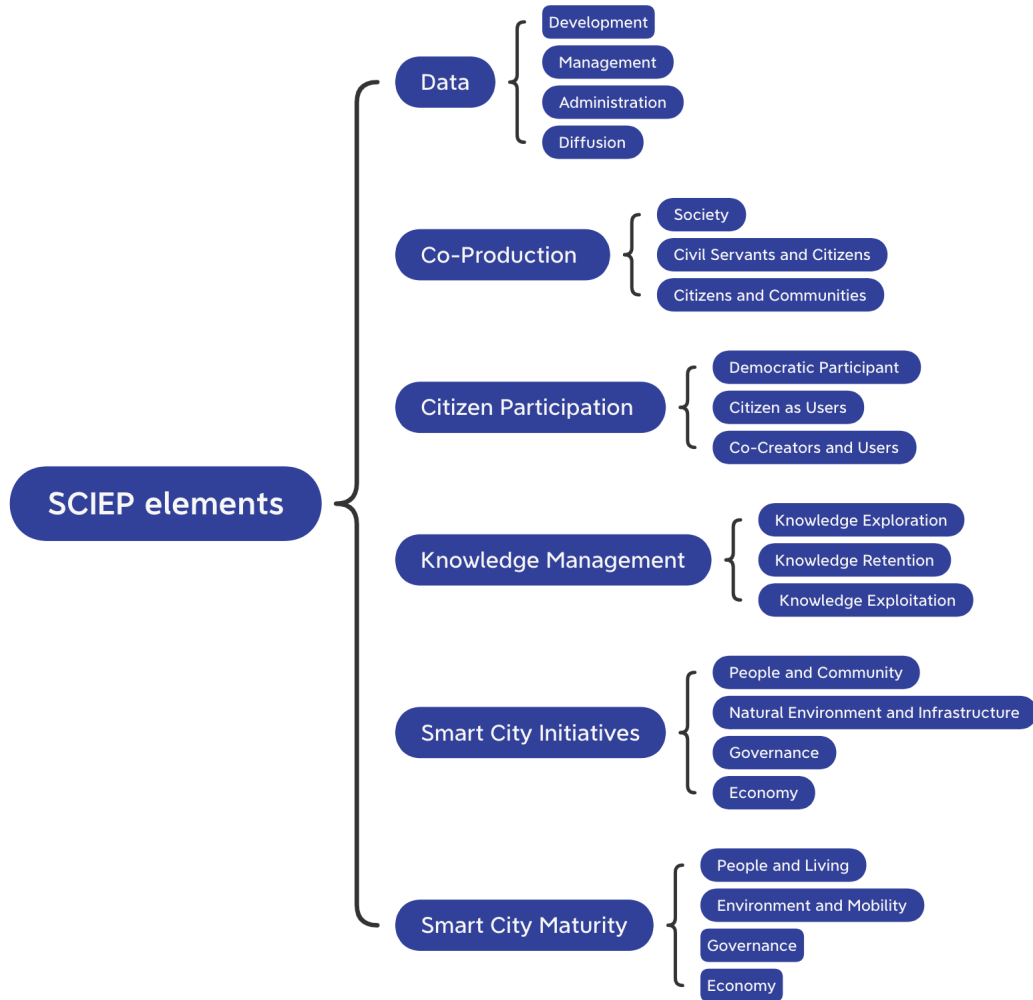 SCIEP elements
Data
Development
Management
Administration
Diffusion
Co-Production
Society
Civil Servants and Citizens
Citizens and Communities
Citizen Participation
Democratic Participant
Citizen as Users
Co-Creators and Users
Knowledge Management
Knowledge Exploration
Knowledge Retention
Knowledge Exploitation
Smart City Initiatives
People and Community
Natural Environment and Infrastructure
Governance
Economy
Smart City Maturity
People and Living
Environment and Mobility
Governance
Economy